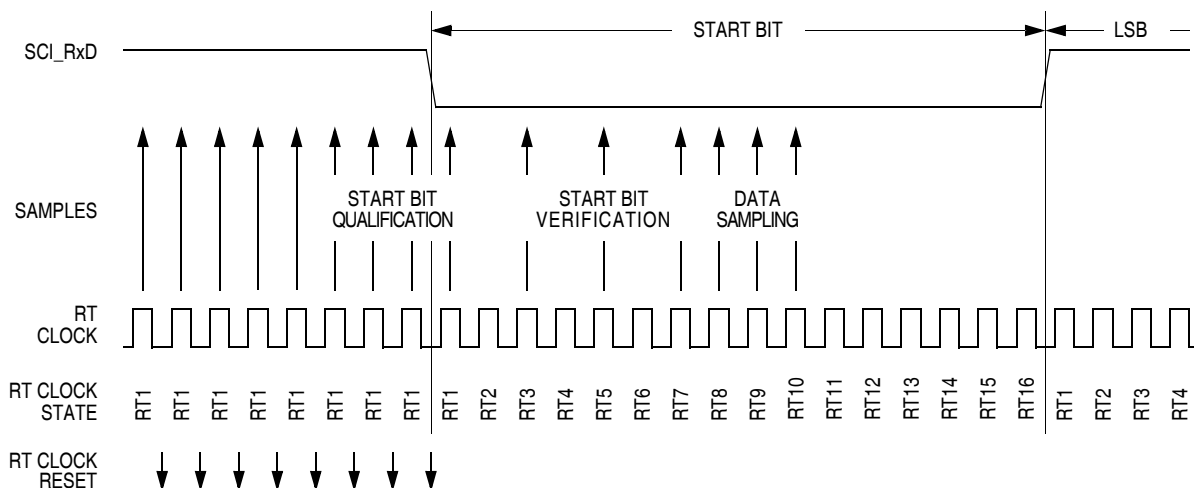 START BIT
LSB
SCI_RxD
SAMPLES
START BIT
QUALIFICATION
START BIT
VERIFICATION
DATA
SAMPLING
RT
CLOCK
RT CLOCK
STATE
RT1 RT1 RT1 RT1 RT1 RT1 RT1 RT1 RT1 RT2 RT3 RT4 RT5 RT6 RT7 RT8 RT9 RT10 RT11 RT12 RT13 RT14 RT15 RT16 RT1 RT2 RT3 RT4
RT CLOCK
RESET